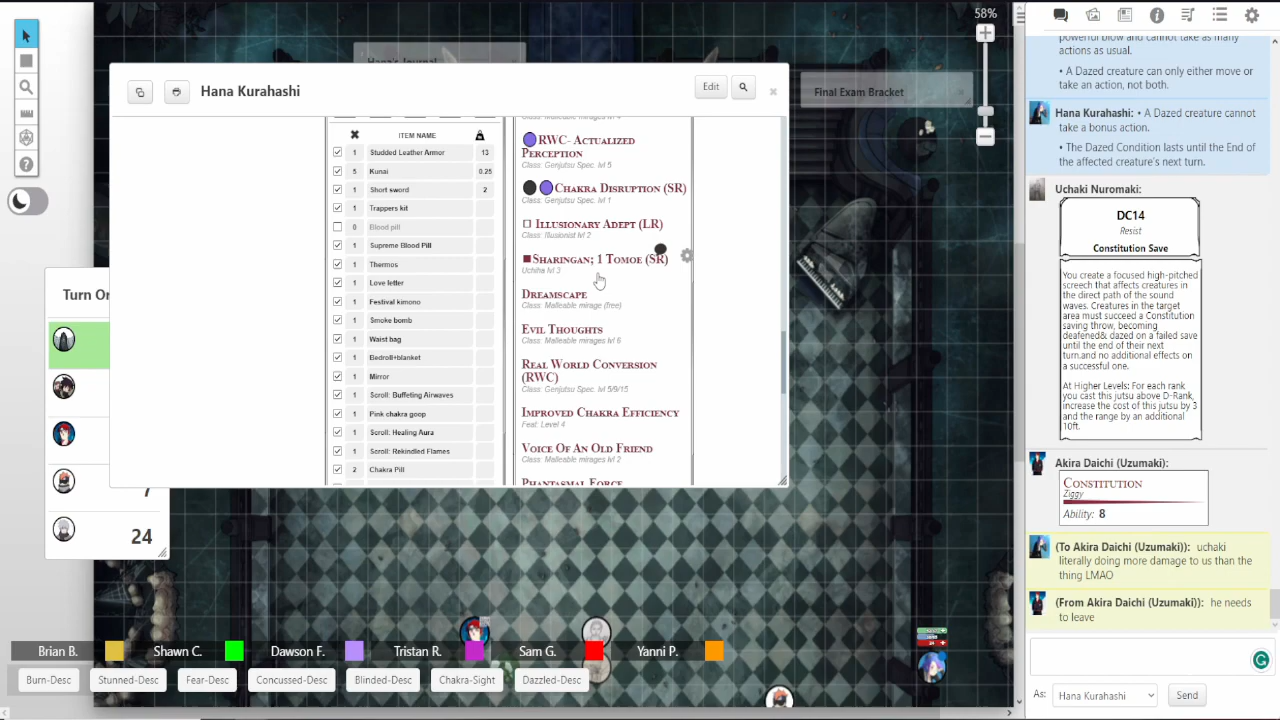 58%
Hana's Journal
Hana Kurahashi
Edit
Final Exam Bracket
ITEM NAME
1 Studded Leather Armor 13
5 Kunai 0.25
1 Short sword 2
1 Trappers kit
0 Blood pill
1 Supreme Blood Pill
1 Thermos
1 Love letter
1 Festival kimono
1 Smoke bomb
1 Waist bag
1 Bedroll+blanket
1 Mirror
1 Scroll: Buffeting Airwaves
1 Pink chakra goop
1 Scroll: Healing Aura
1 Scroll: Rekindled Flames
2 Chakra Pill
RWC- Actualized
Perception
Class: Genjutsu Spec. lvl 5
Chakra Disruption (SR)
Class: Genjutsu Spec. lvl 1
Illusionary Adept (LR)
Class: Illusionist lvl 2
Sharingan; 1 Tomoe (SR)
Uchiha lvl 3
Dreamscape
Class: Malleable mirage (free)
Evil Thoughts
Class: Malleable mirages lvl 6
Real World Conversion
(RWC)
Class: Genjutsu Spec. lvl 5/9/15
Improved Chakra Efficiency
Feat: Level 4
Voice Of An Old Friend
Class: Malleable mirages lvl 2
Phantasmal Force
Turn Or
7
24
Brian B.
Shawn C.
Dawson F.
Tristan R.
Sam G.
Yanni P.
Burn-Desc
Stunned-Desc
Fear-Desc
Concussed-Desc
Blinded-Desc
Chakra-Sight
Dazzled-Desc
powerful blow and cannot take as many
actions as usual.
• A Dazed creature can only either move or
take an action, not both.
Hana Kurahashi: • A Dazed creature cannot
take a bonus action.
• The Dazed Condition lasts until the End of
the affected creature's next turn.
Uchaki Nuromaki:
DC14
Resist
Constitution Save
You create a focused high-pitched
screech that affects creatures in
the direct path of the sound
waves. Creatures in the target
area must succeed a Constitution
saving throw, becoming
deafened& dazed on a failed save
until the end of their next
turn.and no additional effects on
a successful one.
At Higher Levels: For each rank
you cast this jutsu above D-Rank,
increase the cost of this jutsu by 3
and the range by an additional
10ft.
Akira Daichi (Uzumaki):
Constitution
Ziggy
Ability: 8
(To Akira Daichi (Uzumaki)): uchaki
literally doing more damage to us than the
thing LMAO
(From Akira Daichi (Uzumaki)): he needs
to leave
As: Hana Kurahashi
Send